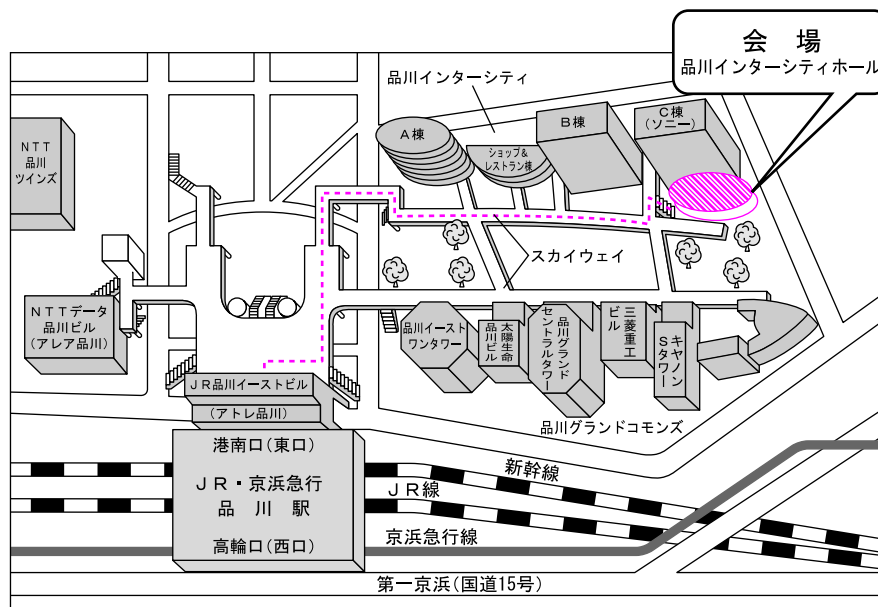 会 場
品川インターシティホール
品川インターシティ
A棟
ショップ&
レストラン棟
B棟
C棟
(ソニー)
NTT
品川
ツインズ
スカイウェイ
NTTデータ
品川ビル
(アレア品川)
品川イースト
ワンタワー
太陽生命
品川ビル
品川グランド
セントラルタワー
三菱重工
ビル
キヤノン
Sタワー
JR品川イーストビル
(アトレ品川)
品川グランドコモンズ
港南口(東口)
JR・京浜急行
品 川 駅
高輪口(西口)
新幹線
JR線
京浜急行線
第一京浜(国道15号)